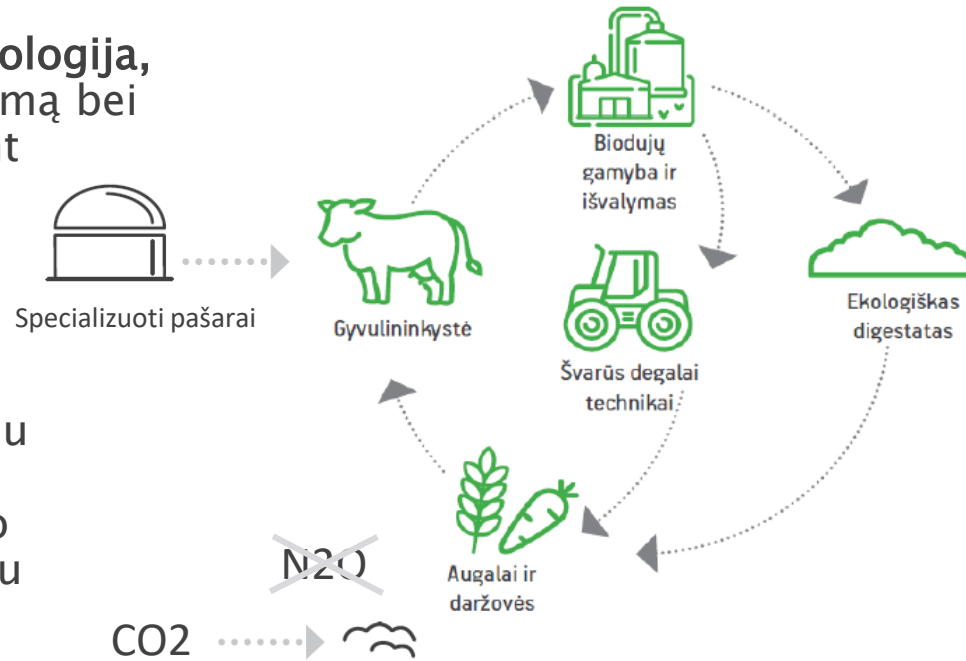 ologija,
mą bei
t
Biodujų
gamyba ir
išvalymas
Specializuoti pašarai
Gyvulininkystė
Švarūs degalai
technikai
Ekologiškas
digestatas
u
u
N2O
Augalai ir
daržovės
CO2